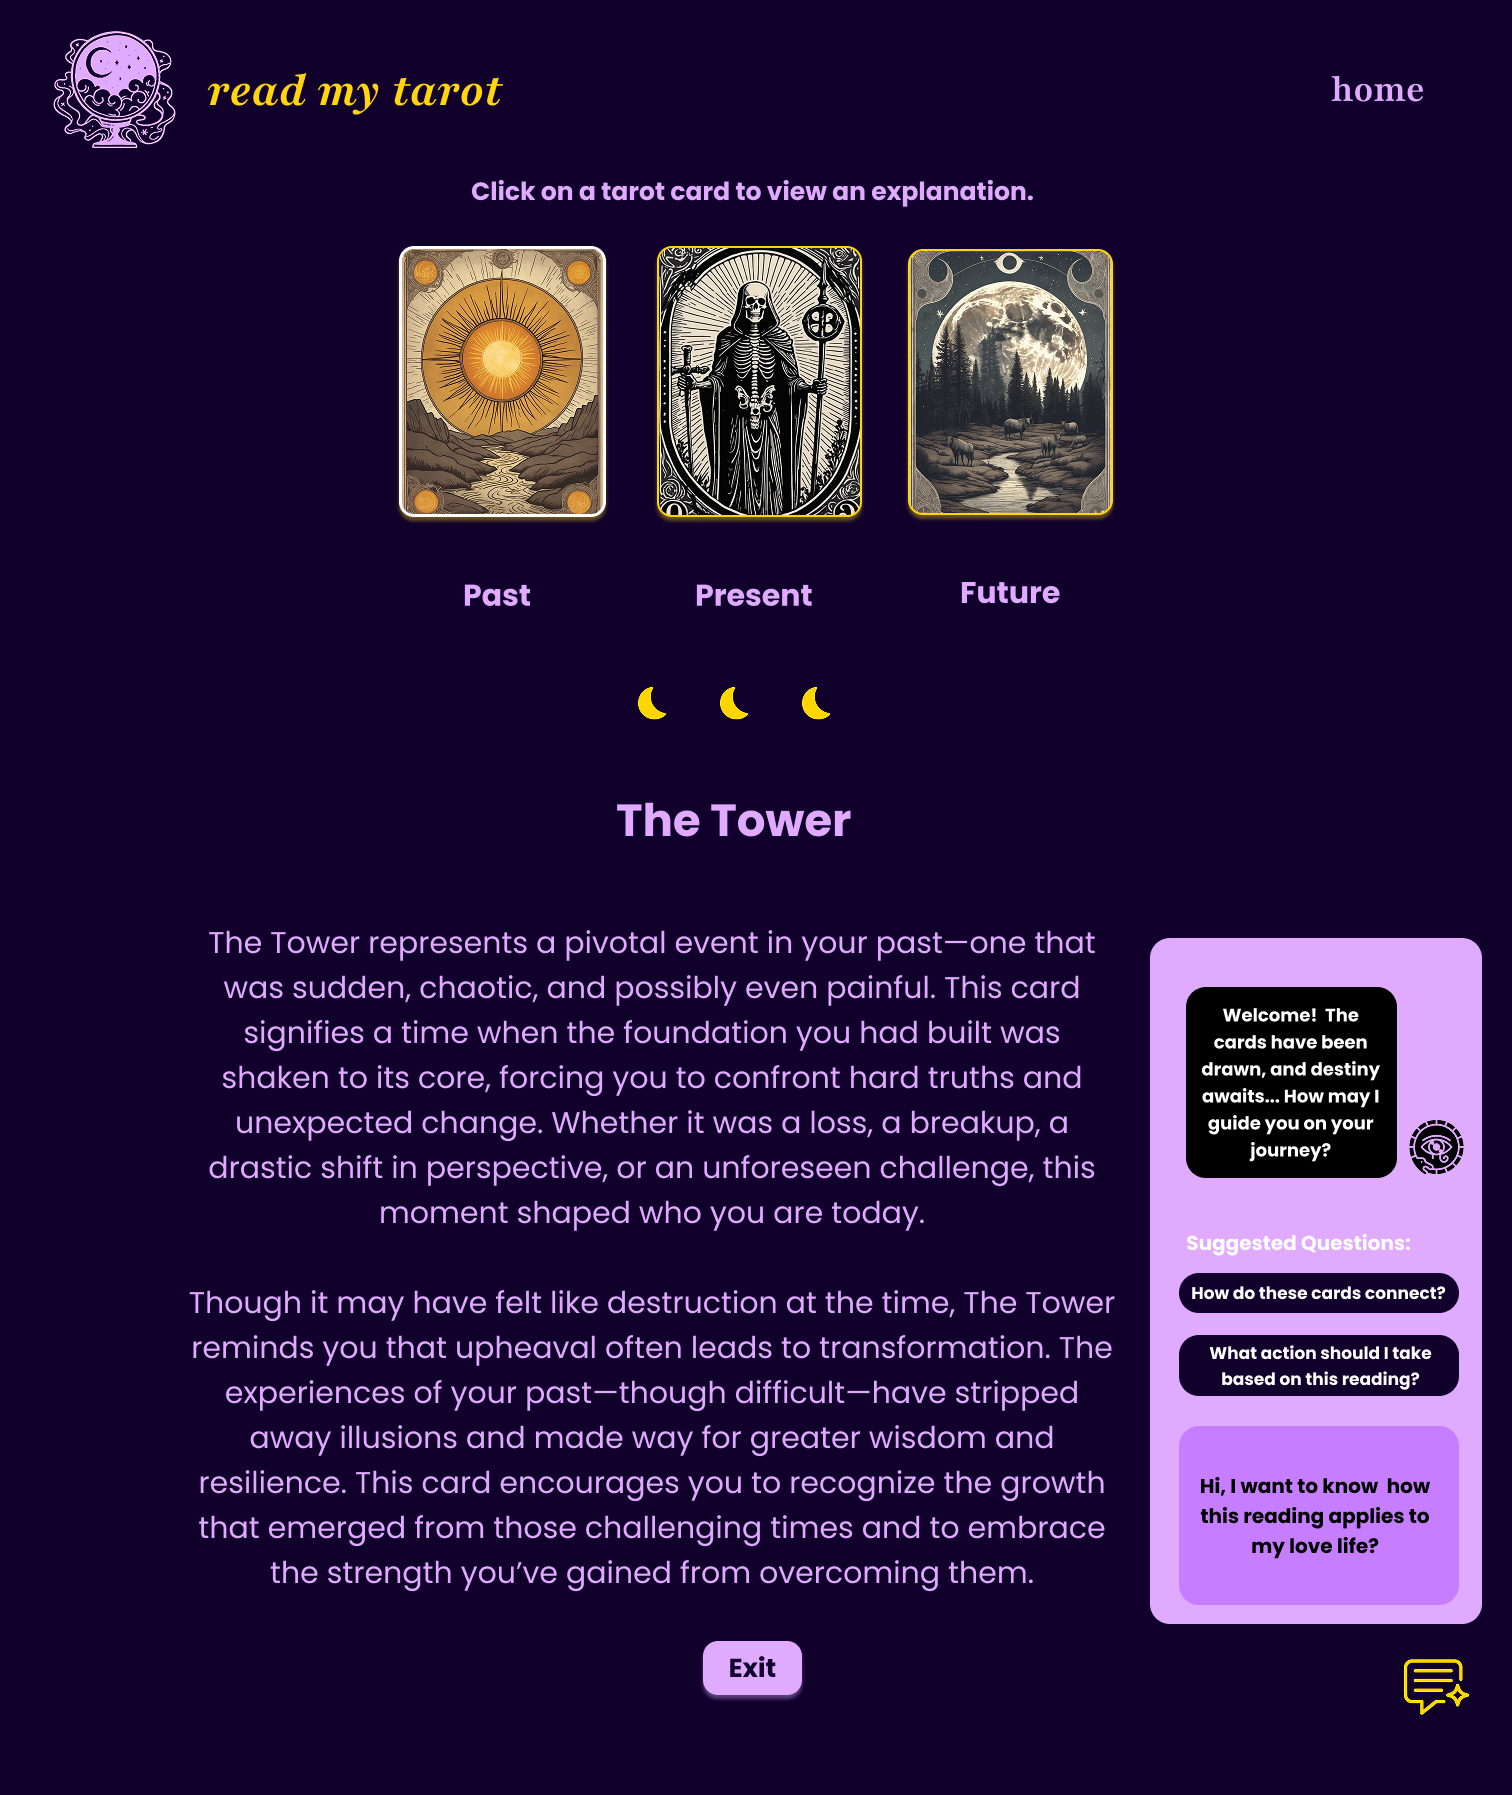 read my tarot
home
Click on a tarot card to view an explanation.
Past
Present
Future
The Tower
The Tower represents a pivotal event in your past—one that
was sudden, chaotic, and possibly even painful. This card
signifies a time when the foundation you had built was
shaken to its core, forcing you to confront hard truths and
unexpected change. Whether it was a loss, a breakup, a
drastic shift in perspective, or an unforeseen challenge, this
moment shaped who you are today.
Though it may have felt like destruction at the time, The Tower
reminds you that upheaval often leads to transformation. The
experiences of your past—though difficult—have stripped
away illusions and made way for greater wisdom and
resilience. This card encourages you to recognize the growth
that emerged from those challenging times and to embrace
the strength you’ve gained from overcoming them.
Exit
Welcome!  The
cards have been
drawn, and destiny
awaits... How may I
guide you on your
journey?
Suggested Questions:
How do these cards connect?
What action should I take
based on this reading?
Hi, I want to know  how
this reading applies to
my love life?